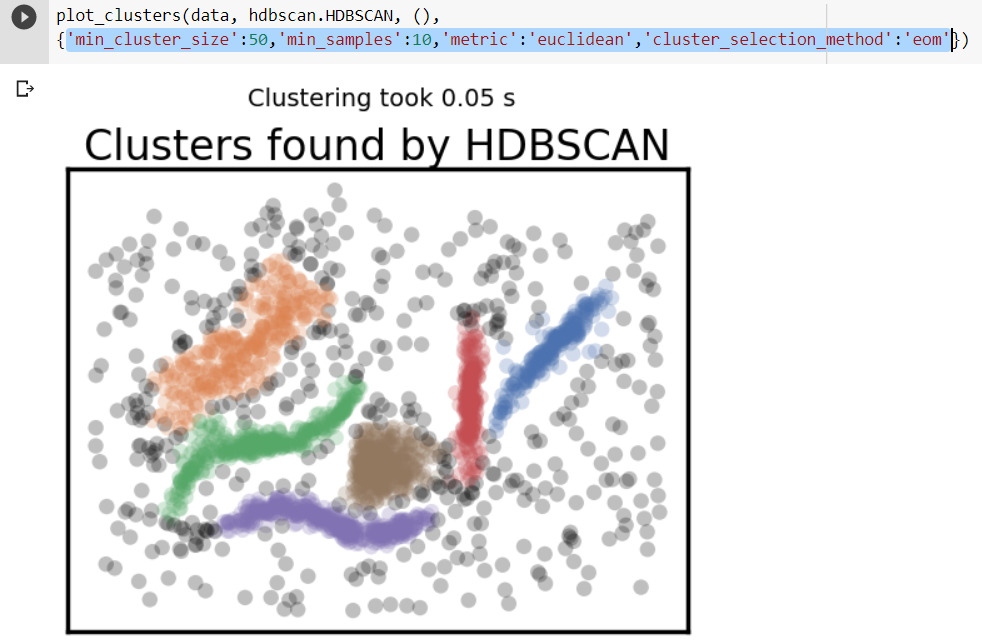 plot_clusters(data, hdbscan.HDBSCAN, (),
{'min_cluster_size':50,'min_samples':10,'metric':'euclidean','cluster_selection_method':'eom'})
Clustering took 0.05 s
Clusters found by HDBSCAN